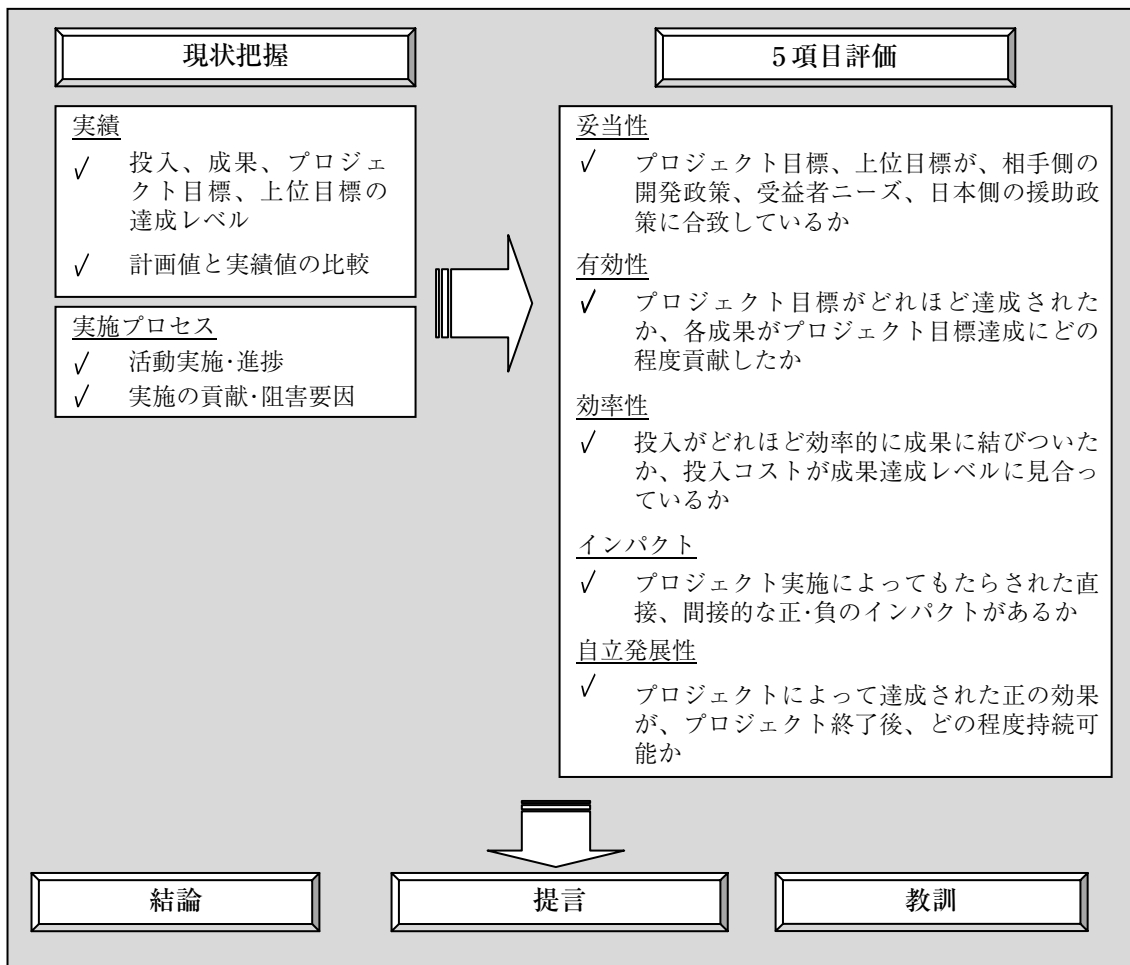 現状把握
実績
✓ 投入、成果、プロジェ
クト目標、上位目標の
達成レベル
✓ 計画値と実績値の比較
実施プロセス
✓ 活動実施･進捗
✓ 実施の貢献･阻害要因
5項目評価
妥当性
✓ プロジェクト目標、上位目標が、相手側の
開発政策、受益者ニーズ、日本側の援助政
策に合致しているか
有効性
✓ プロジェクト目標がどれほど達成された
か、各成果がプロジェクト目標達成にどの
程度貢献したか
効率性
✓ 投入がどれほど効率的に成果に結びついた
か、投入コストが成果達成レベルに見合っ
ているか
インパクト
✓ プロジェクト実施によってもたらされた直
接、間接的な正･負のインパクトがあるか
自立発展性
✓ プロジェクトによって達成された正の効果
が、プロジェクト終了後、どの程度持続可
能か
結論
提言
教訓